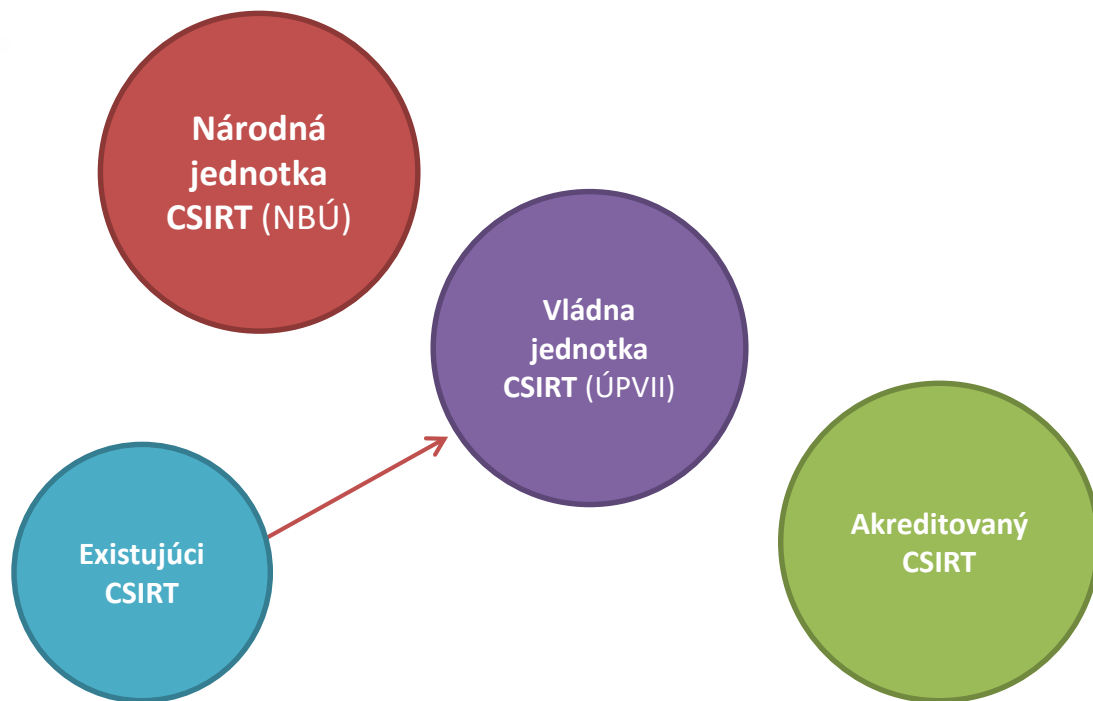 Národná
jednotka
CSIRT (NBÚ)
Vládna
jednotka
CSIRT (ÚPVII)
Existujúci
CSIRT
Akreditovaný
CSIRT